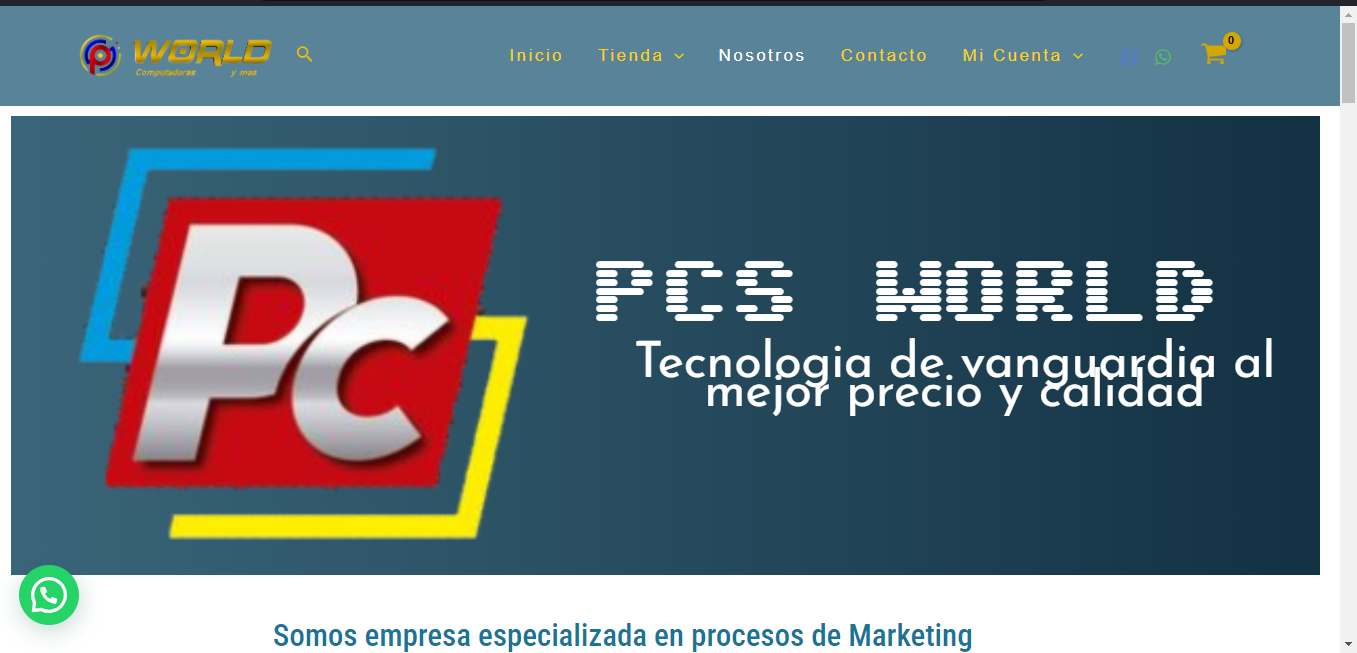 WORLD
Computadoras y mas
Inicio Tienda Nosotros Contacto Mi Cuenta 0
PC
PCS WORLD
Tecnologia de vanguardia al
mejor precio y calidad
Somos empresa especializada en procesos de Marketing